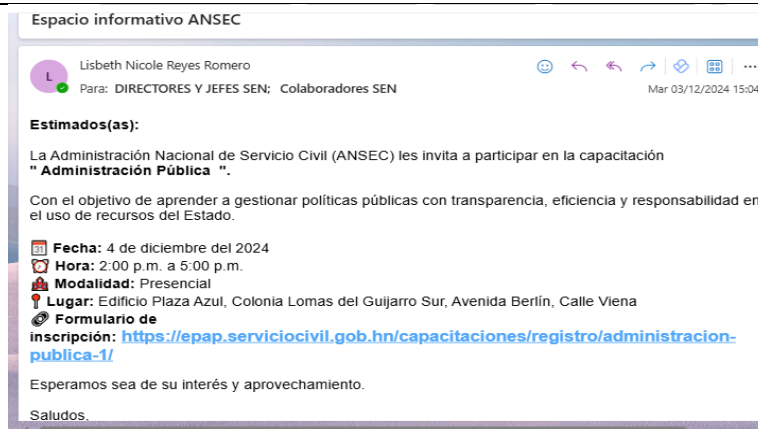 Espacio informativo ANSEC
L
Lisbeth Nicole Reyes Romero
Para: DIRECTORES Y JEFES SEN; Colaboradores SEN
Mar 03/12/2024 15:04
Estimados(as):
La Administración Nacional de Servicio Civil (ANSEC) les invita a participar en la capacitación
" Administración Pública ".
Con el objetivo de aprender a gestionar políticas públicas con transparencia, eficiencia y responsabilidad en
el uso de recursos del Estado.
Fecha: 4 de diciembre del 2024
Hora: 2:00 p.m. a 5:00 p.m.
Modalidad: Presencial
Lugar: Edificio Plaza Azul, Colonia Lomas del Guijarro Sur, Avenida Berlín, Calle Viena
Formulario de
inscripción: https://epap.serviciocivil.gob.hn/capacitaciones/registro/administracion-
publica-1/
Esperamos sea de su interés y aprovechamiento.
Saludos,